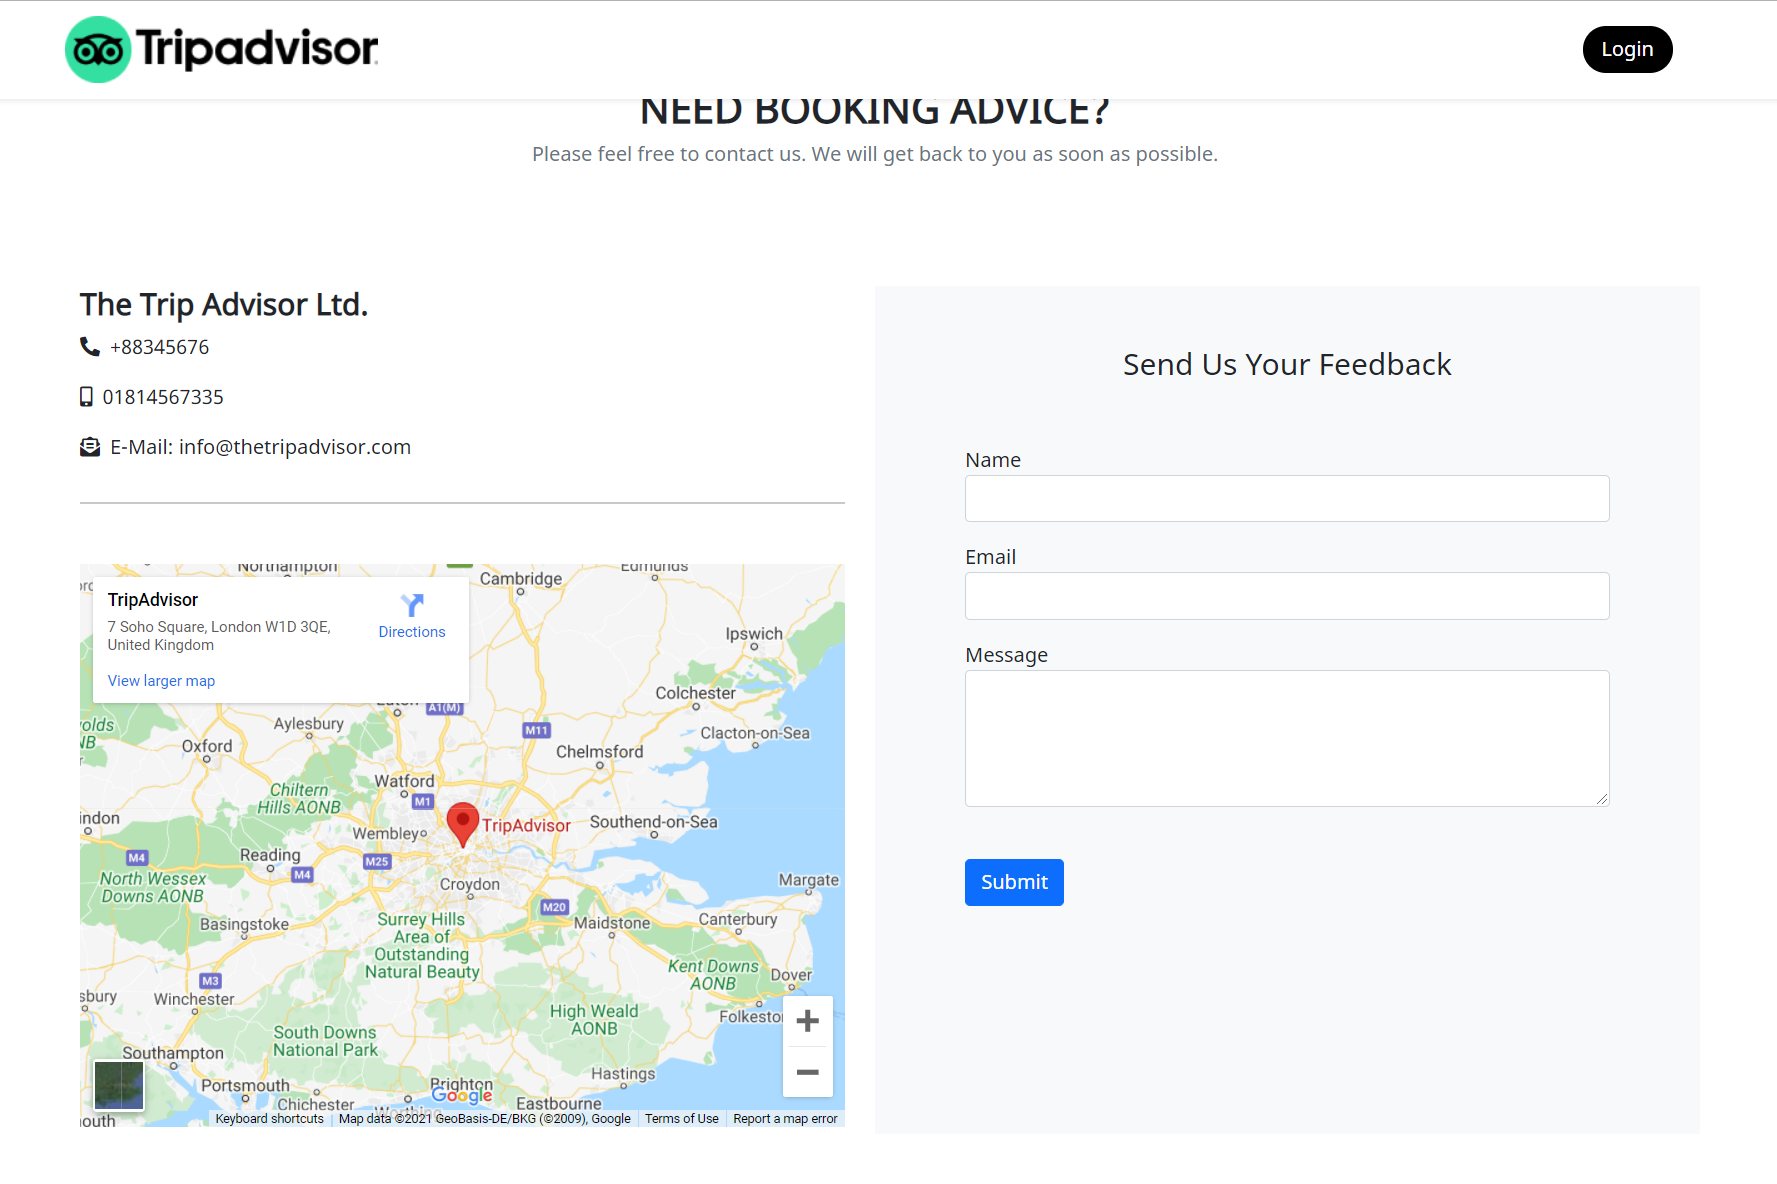 Tripadvisor
Login
NEED BOOKING ADVICE?
Please feel free to contact us. We will get back to you as soon as possible.
The Trip Advisor Ltd.
+88345676
01814567335
E-Mail: info@thetripadvisor.com
Send Us Your Feedback
Name
Email
Message
Submit
TripAdvisor
7 Soho Square, London W1D 3QE,
United Kingdom
Directions
View larger map
Northampton
Cambridge
Edmunds
Ipswich
Colchester
A1(M)
Aylesbury
M11
Clacton-on-Sea
Oxford
Chelmsford
Watford
Chiltern
Hills AONB
M1
Wembley
TripAdvisor
Southend-on-Sea
Reading
M4
M25
M4
North Wessex
Downs AONB
Croydon
Margate
M20
Basingstoke
Surrey Hills
Area of
Outstanding
Natural Beauty
Maidstone
Canterbury
Kent Downs
AONB
Dover
M3
Winchester
High Weald
AONB
South Downs
National Park
Southampton
Hastings
Portsmouth
Brighton
Google
Chichester
Eastbourne
Keyboard shortcuts
Map data ©2021 GeoBasis-DE/BKG (©2009), Google
Terms of Use
Report a map error